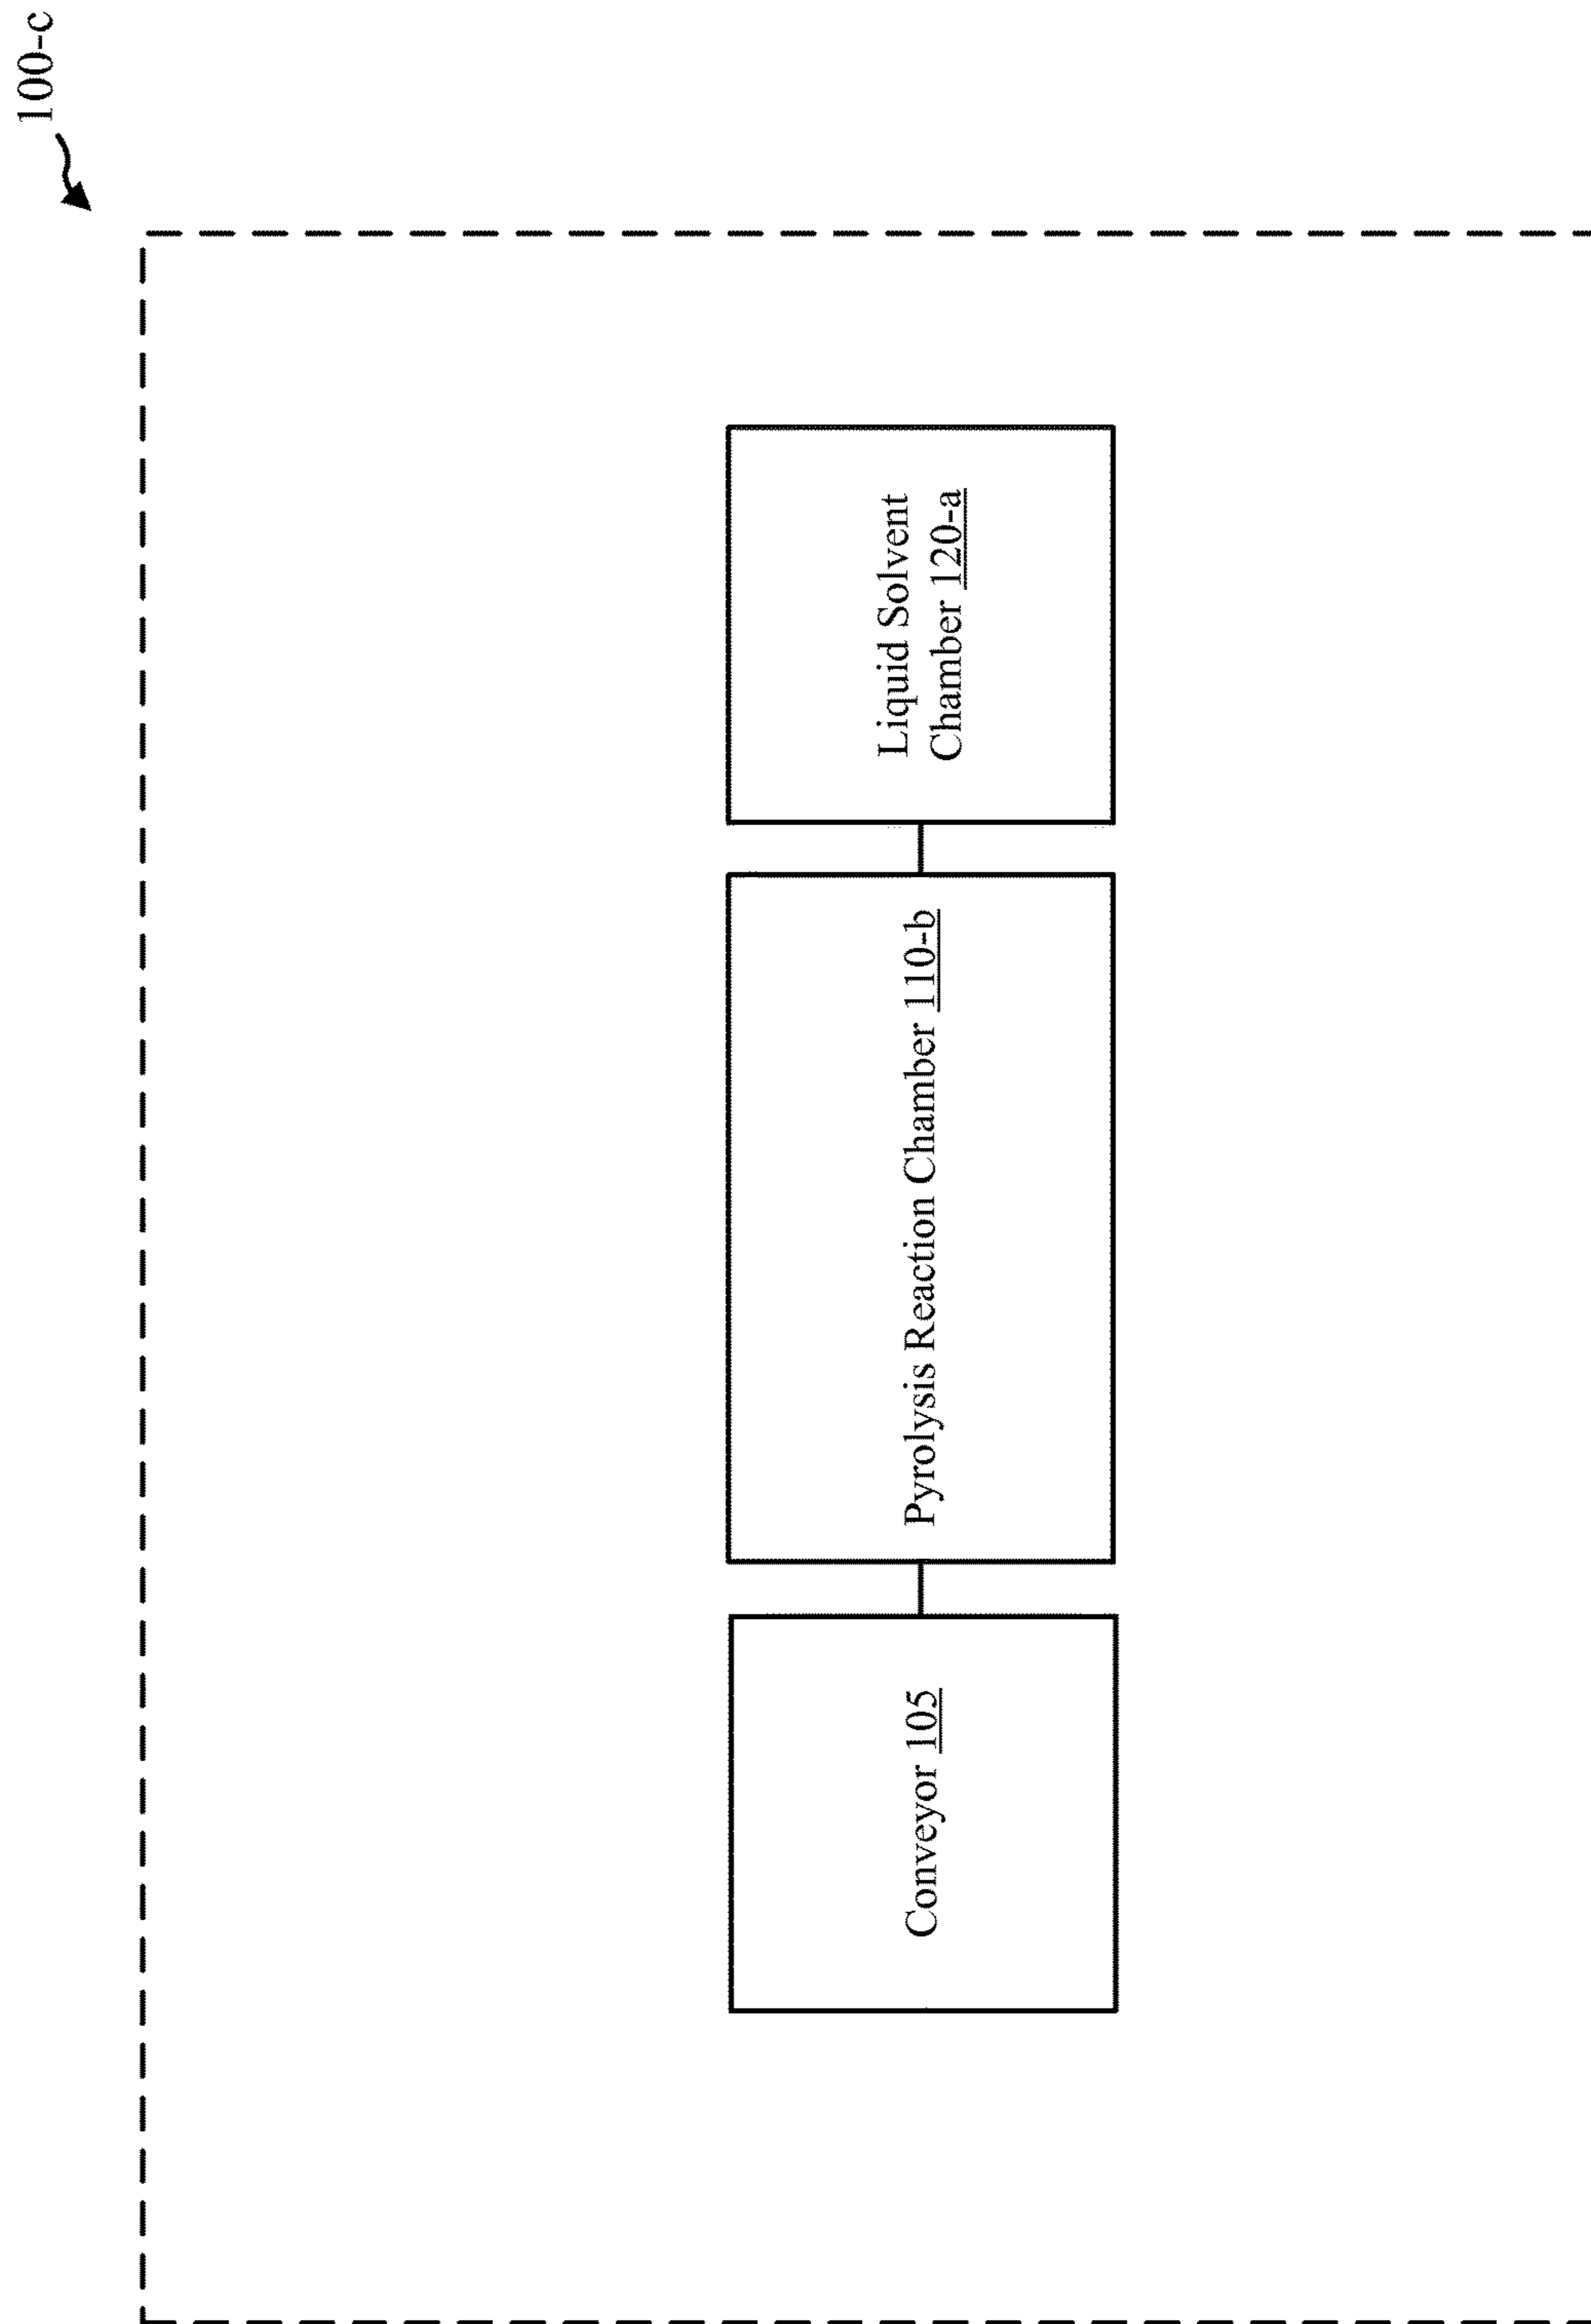 100-c
Conveyor 105
Pyrolysis Reaction Chamber 110-b
Liquid Solvent
Chamber 120-a